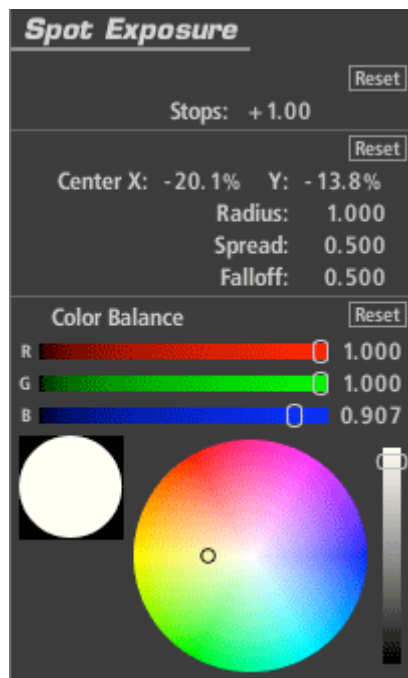 Spot Exposure
Reset
Stops: +1.00
Reset
Center X: -20.1% Y: -13.8%
Radius: 1.000
Spread: 0.500
Falloff: 0.500
Color Balance Reset
R 1.000
G 1.000
B 0.907